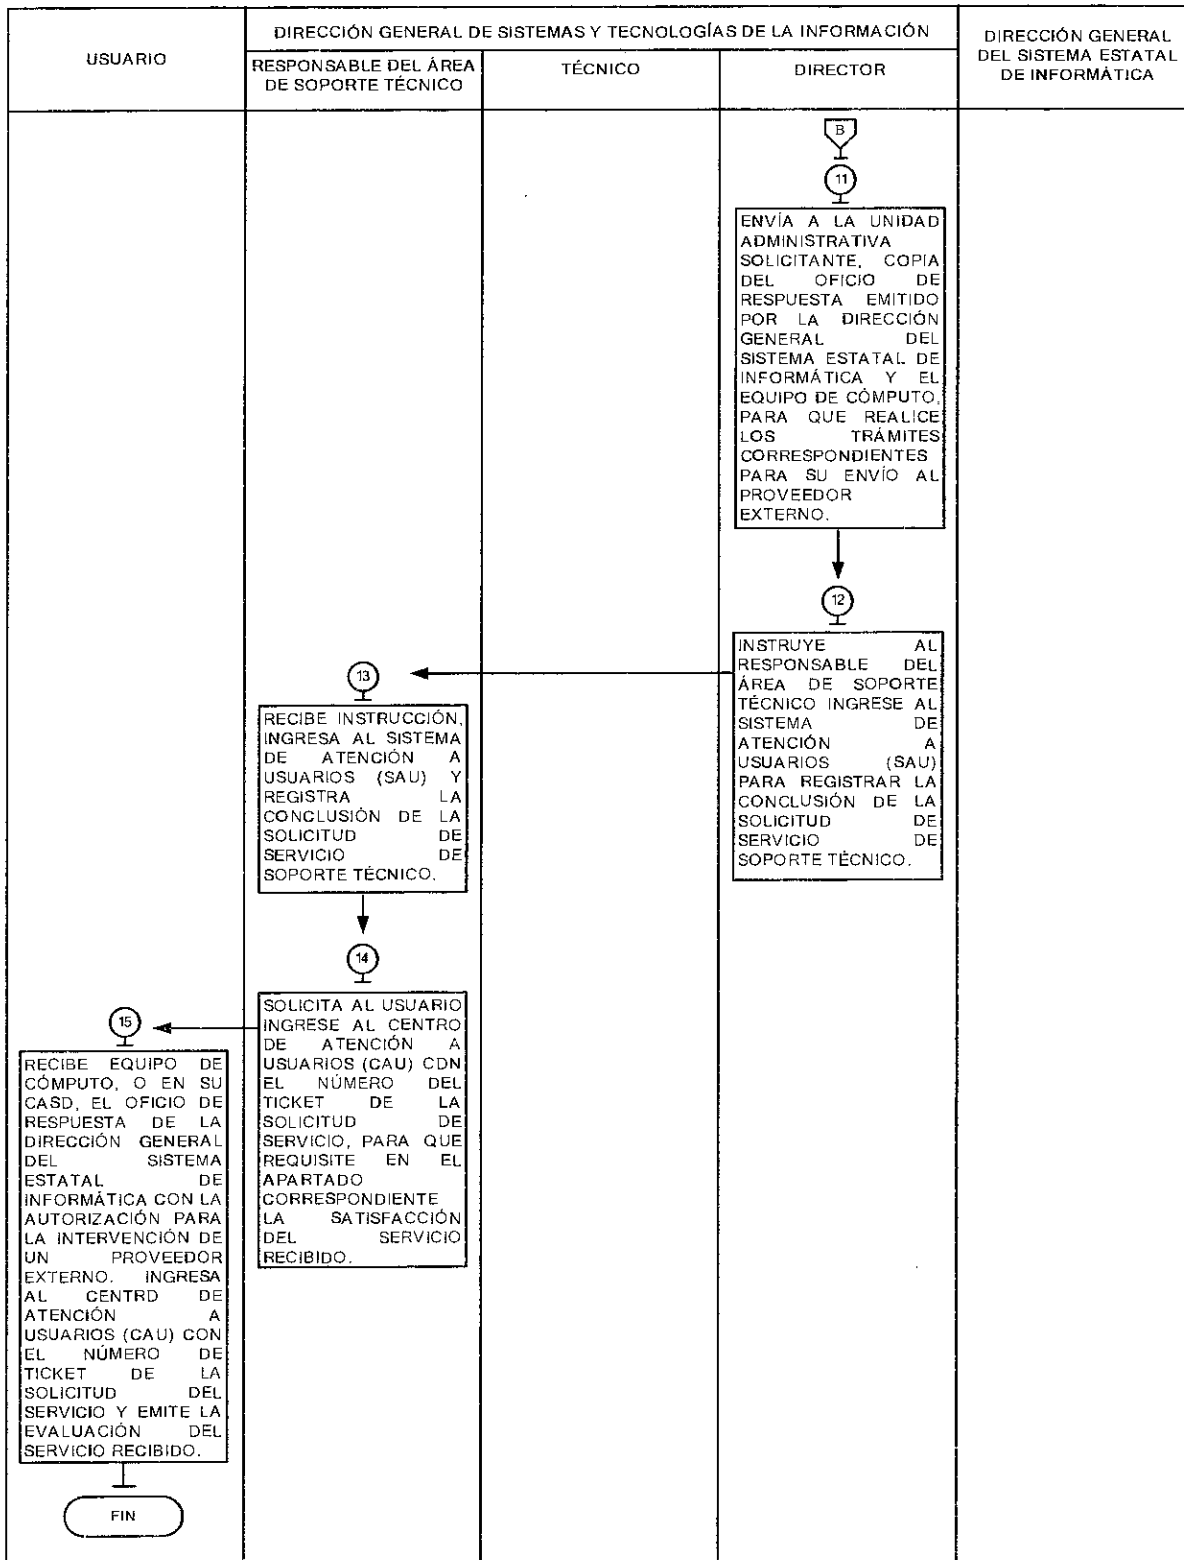 USUARIO
DIRECCIÓN GENERAL DE SISTEMAS Y TECNOLOGÍAS DE LA INFORMACIÓN
RESPONSABLE DEL ÁREA
DE SOPORTE TÉCNICO
TÉCNICO
DIRECTOR
DIRECCIÓN GENERAL
DEL SISTEMA ESTATAL
DE INFORMÁTICA
B
11
ENVÍA A LA UNIDAD
ADMINISTRATIVA
SOLICITANTE, COPIA
DEL OFICIO DE
RESPUESTA EMITIDO
POR LA DIRECCIÓN
GENERAL DEL
SISTEMA ESTATAL DE
INFORMÁTICA Y EL
EQUIPO DE CÓMPUTO,
PARA QUE REALICE
LOS TRÁMITES
CORRESPONDIENTES
PARA SU ENVÍO AL
PROVEEDOR
EXTERNO.
12
INSTRUYE AL
RESPONSABLE DEL
ÁREA DE SOPORTE
TÉCNICO INGRESE AL
SISTEMA DE
ATENCIÓN A
USUARIOS (SAU)
PARA REGISTRAR LA
CONCLUSIÓN DE LA
SOLICITUD DE
SERVICIO DE
SOPORTE TÉCNICO.
13
RECIBE INSTRUCCIÓN,
INGRESA AL SISTEMA
DE ATENCIÓN A
USUARIOS (SAU) Y
REGISTRA LA
CONCLUSIÓN DE LA
SOLICITUD DE
SERVICIO DE
SOPORTE TÉCNICO.
14
SOLICITA AL USUARIO
INGRESE AL CENTRO
DE ATENCIÓN A
USUARIOS (CAU) CDN
EL NÚMERO DEL
TICKET DE LA
SOLICITUD DE
SERVICIO, PARA QUE
REQUISITE EN EL
APARTADO
CORRESPONDIENTE
LA SATISFACCIÓN
DEL SERVICIO
RECIBIDO.
15
RECIBE EQUIPO DE
CÓMPUTO, O EN SU
CASD, EL OFICIO DE
RESPUESTA DE LA
DIRECCIÓN GENERAL
DEL SISTEMA
ESTATAL DE
INFORMÁTICA CON LA
AUTORIZACIÓN PARA
LA INTERVENCIÓN DE
UN PROVEEDOR
EXTERNO. INGRESA
AL CENTRD DE
ATENCIÓN A
USUARIOS (CAU) CON
EL NÚMERO DE
TICKET DE LA
SOLICITUD DEL
SERVICIO Y EMITE LA
EVALUACIÓN DEL
SERVICIO RECIBIDO.
FIN